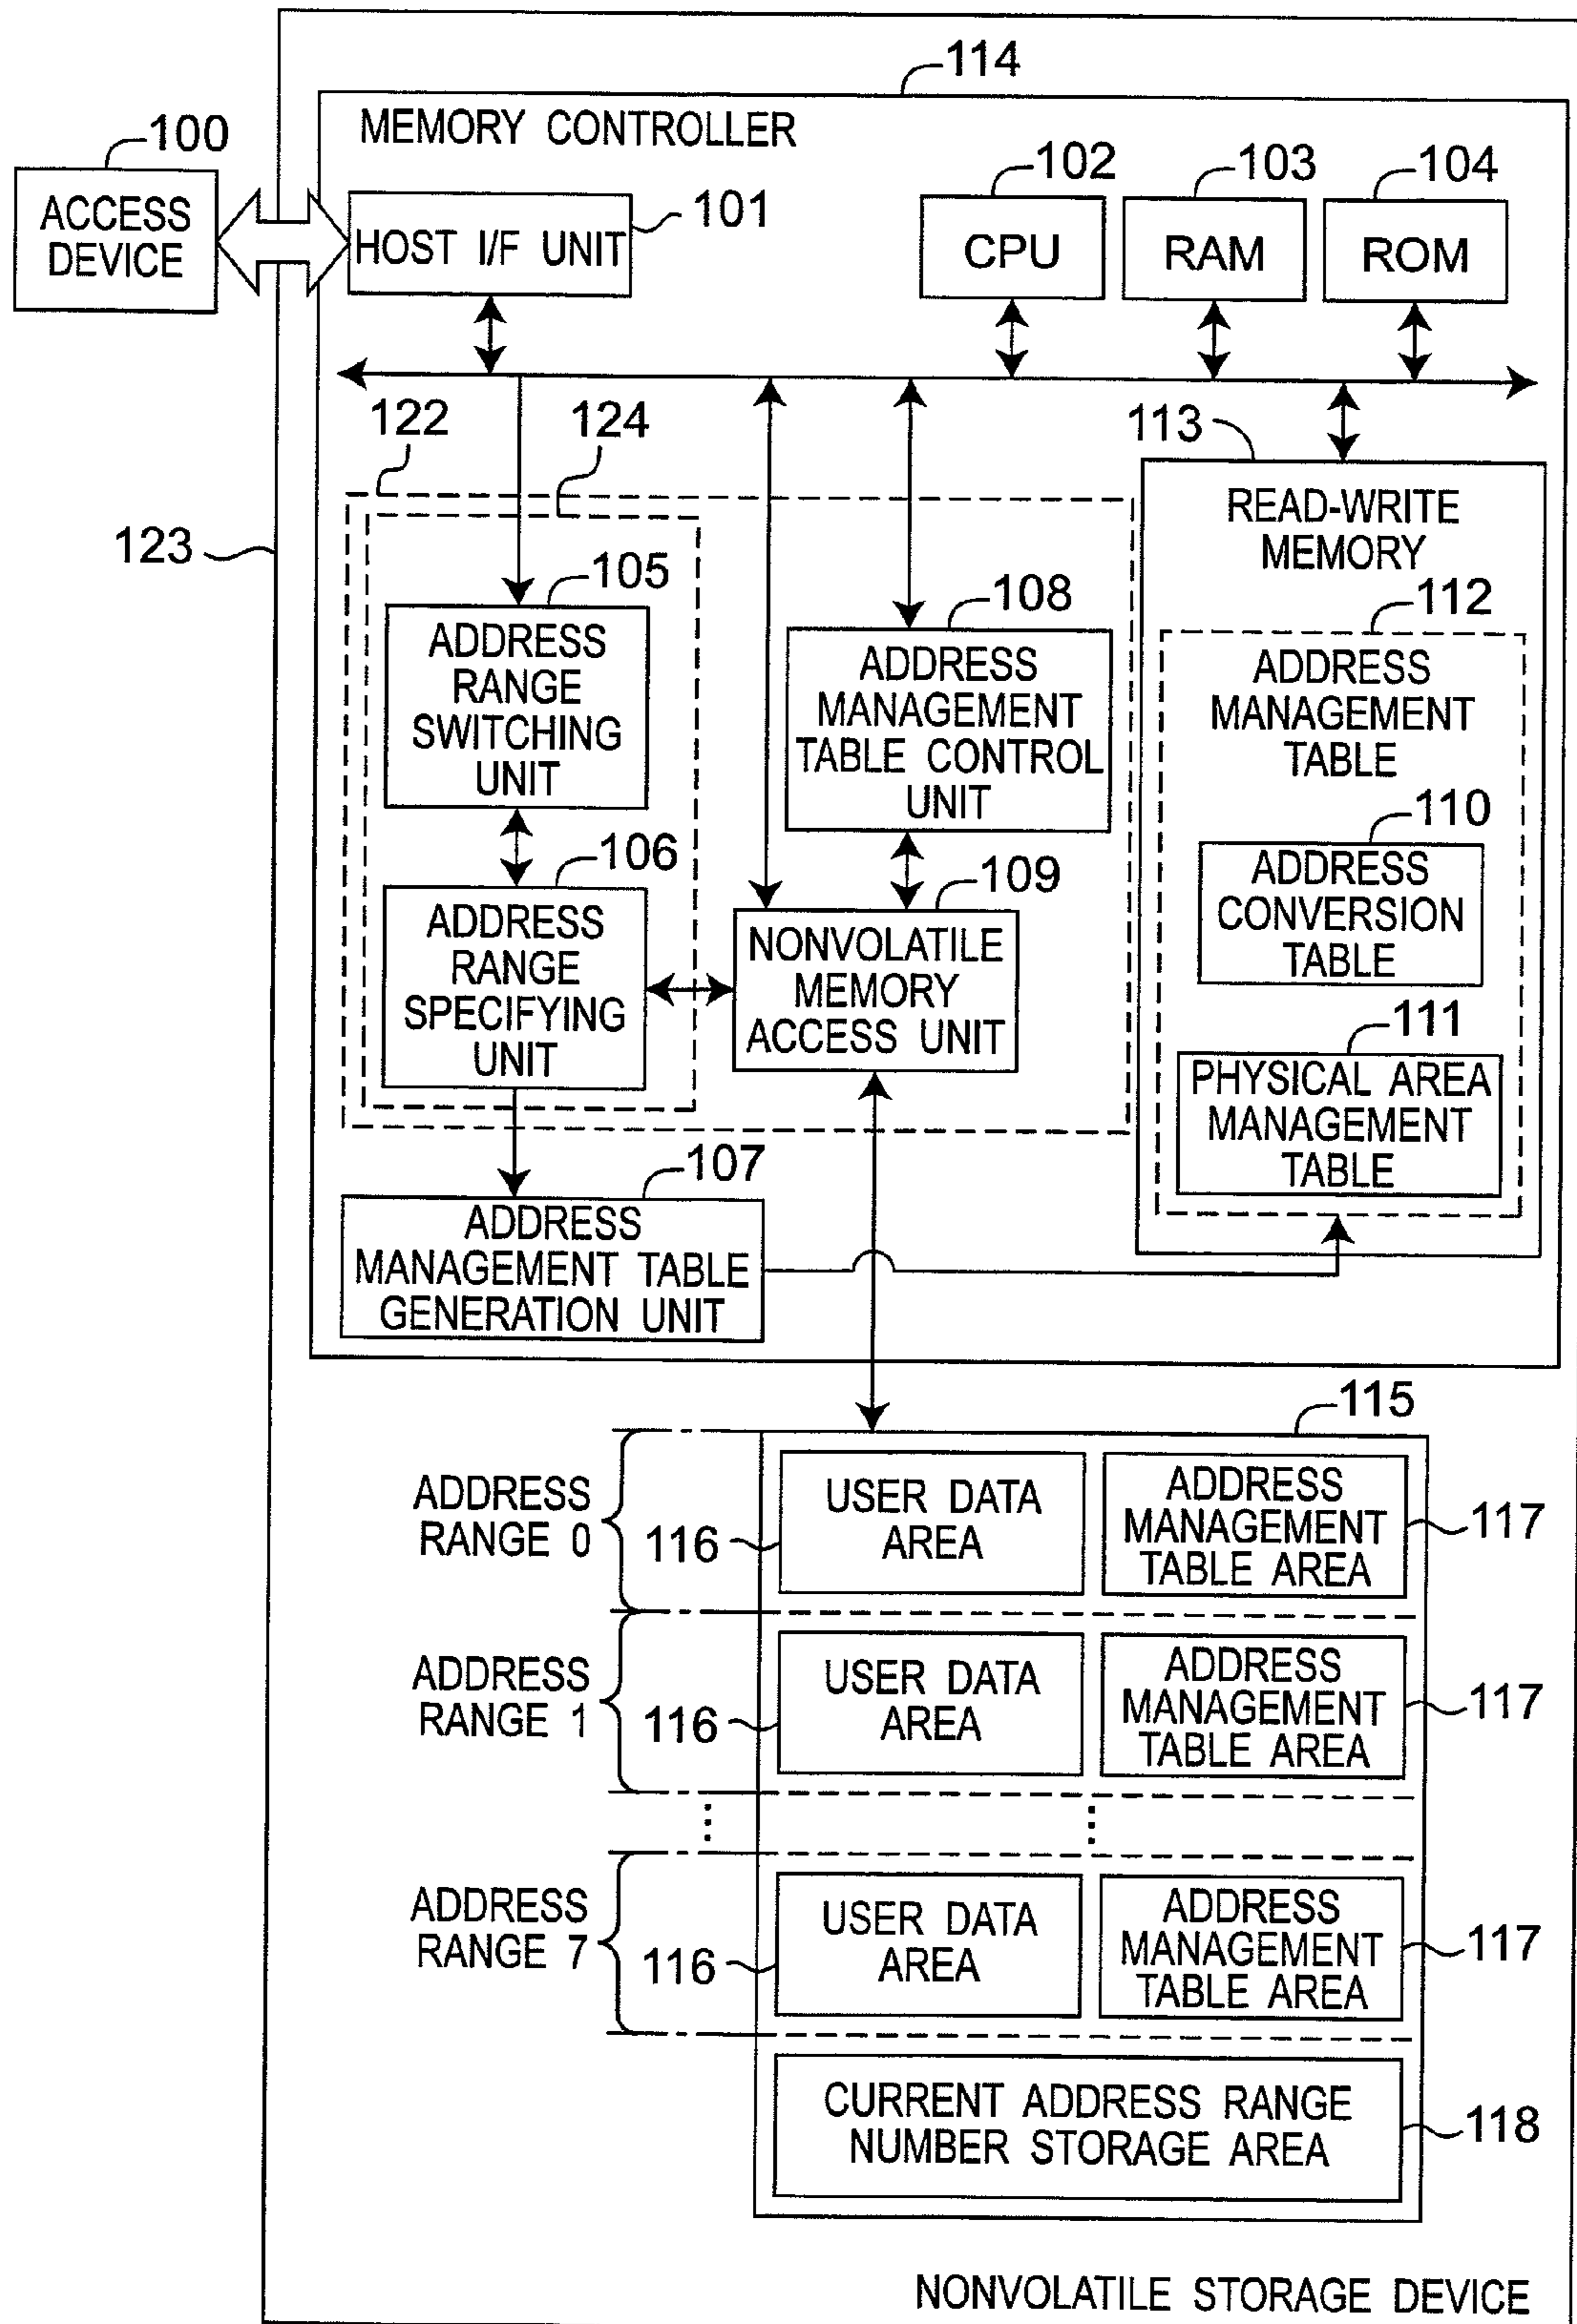 114
MEMORY CONTROLLER
100
ACCESS
DEVICE
101
HOST I/F UNIT
102
CPU
103
RAM
104
ROM
122
124
113
123
READ-WRITE
MEMORY
105
ADDRESS
RANGE
SWITCHING
UNIT
108
ADDRESS
MANAGEMENT
TABLE CONTROL
UNIT
112
ADDRESS
MANAGEMENT
TABLE
106
ADDRESS
RANGE
SPECIFYING
UNIT
109
NONVOLATILE
MEMORY
ACCESS UNIT
110
ADDRESS
CONVERSION
TABLE
111
PHYSICAL AREA
MANAGEMENT
TABLE
107
ADDRESS
MANAGEMENT TABLE
GENERATION UNIT
115
ADDRESS
RANGE 0
116
USER DATA
AREA
ADDRESS
MANAGEMENT
TABLE AREA
117
ADDRESS
RANGE 1
116
USER DATA
AREA
ADDRESS
MANAGEMENT
TABLE AREA
117
ADDRESS
RANGE 7
116
USER DATA
AREA
ADDRESS
MANAGEMENT
TABLE AREA
117
CURRENT ADDRESS RANGE
NUMBER STORAGE AREA
118
NONVOLATILE STORAGE DEVICE